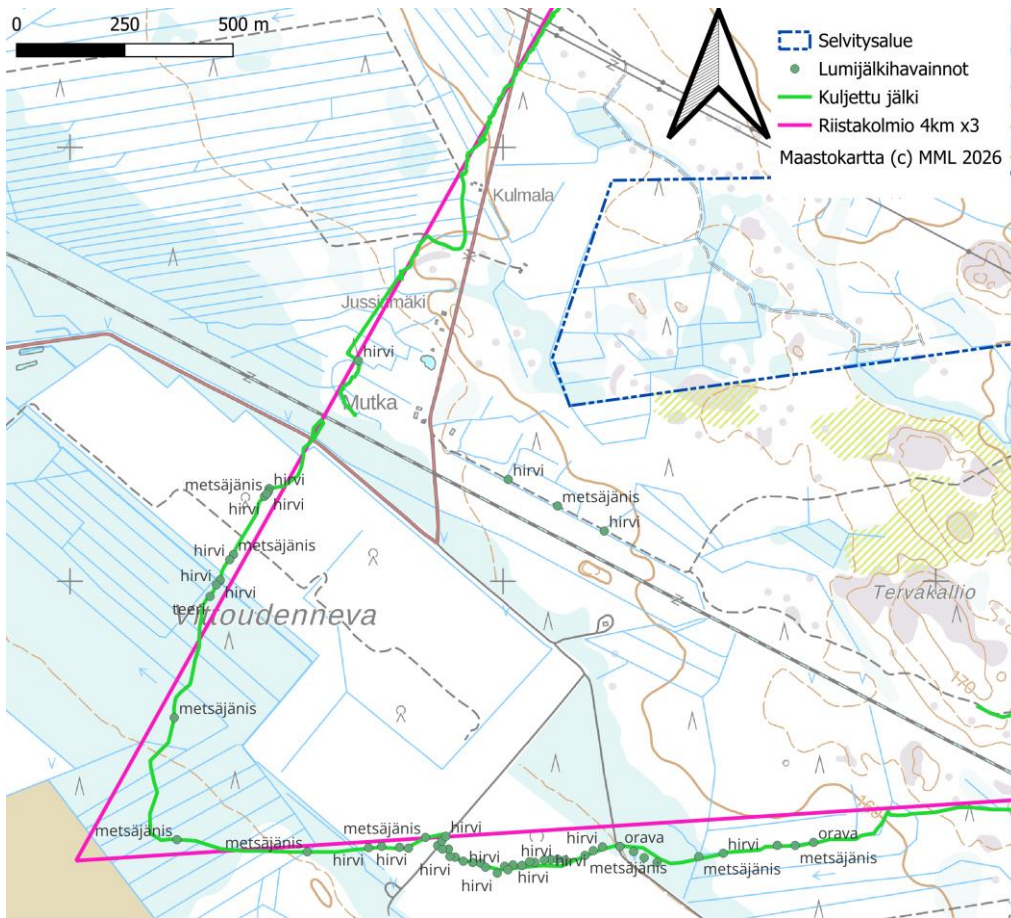 0 250 500 m
Selvitysalue
Lumijälkihavainnot
Kuljettu jälki
Riistakolmio 4km x3
Maastokartta (c) MML 2026
Kulmala
Jussinmäki
hirvi
Mutka
metsäjänis
hirvi
hirvi
hirvi
hirvi
metsäjänis
hirvi
metsäjänis
hirvi
hirvi
teeri
Vittoudenneva
Tervakallio
170
metsäjänis
metsäjänis
metsäjänis
metsäjänis
hirvi
hirvi
hirvi
hirvi
hirvi
hirvi
hirvi
hirvi
hirvi
orava
metsäjänis
hirvi
metsäjänis
orava
metsäjänis